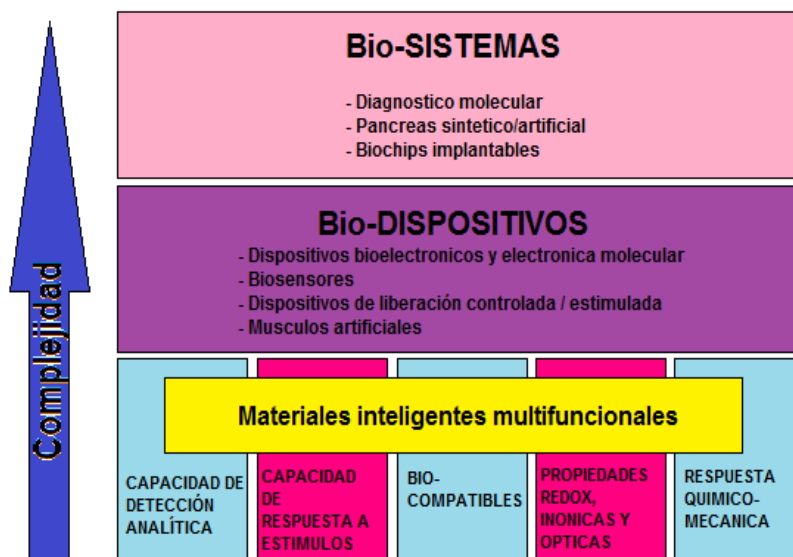 Bio-SISTEMAS
- Diagnostico molecular
- Pancreas sintetico/artificial
- Biochips implantables
Bio-DISPOSITIVOS
- Dispositivos bioelectronicos y electronica molecular
- Biosensores
- Dispositivos de liberación controlada / estimulada
- Musculos artificiales
Complejidad
Materiales inteligentes multifuncionales
CAPACIDAD DE
DETECCIÓN
ANALÍTICA
CAPACIDAD
DE
RESPUESTA A
ESTIMULOS
BIO-
COMPATIBLES
PROPIEDADES
REDOX,
INONICAS Y
OPTICAS
RESPUESTA
QUIMICO-
MECANICA